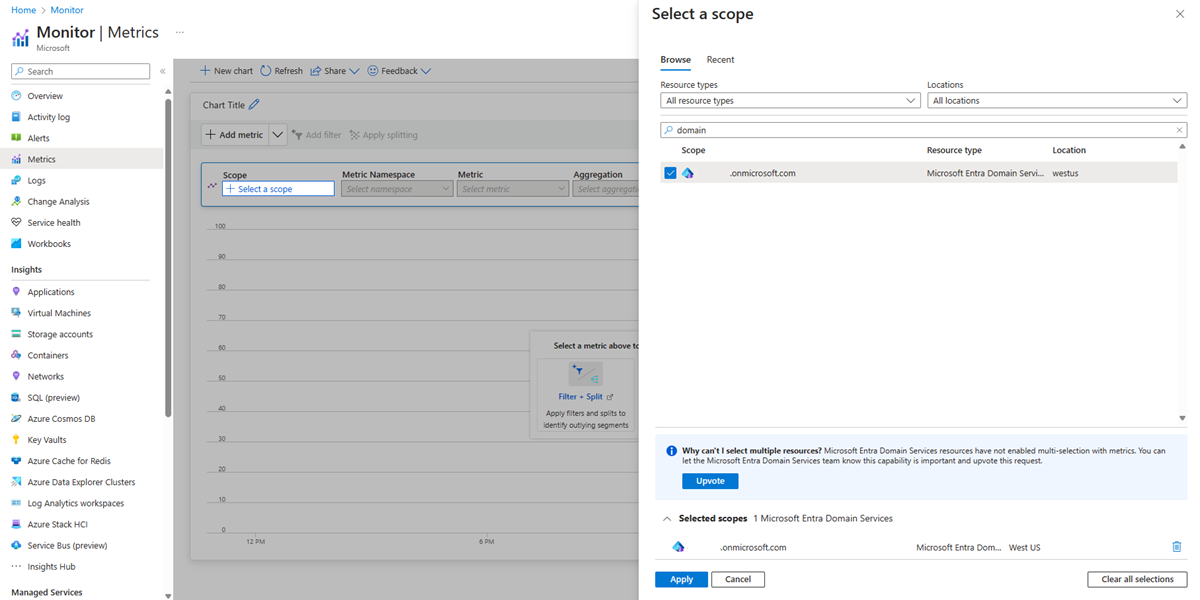 Home > Monitor
Monitor | Metrics ...
Microsoft
Search
«
Overview
Activity log
Alerts
Metrics
Logs
Change Analysis
Service health
Workbooks
Insights
Applications
Virtual Machines
Storage accounts
Containers
Networks
SQL (preview)
Azure Cosmos DB
Key Vaults
Azure Cache for Redis
Azure Data Explorer Clusters
Log Analytics workspaces
Azure Stack HCI
Service Bus (preview)
Insights Hub
Managed Services
New chart Refresh Share Feedback
Chart Title
Add metric Add filter Apply splitting
Scope Metric Namespace Metric Aggregation
+ Select a scope Select namespace Select metric Select aggregatio
100
90
80
70
60
50
40
30
20
10
0
12 PM 6 PM
Select a metric above to
Filter + Split
Apply filters and splits to
identify outlying segments
Select a scope
Browse Recent
Resource types Locations
All resource types All locations
domain
Scope Resource type Location
.onmicrosoft.com Microsoft Entra Domain Servi... westus
Why can't I select multiple resources? Microsoft Entra Domain Services resources have not enabled multi-selection with metrics. You can
let the Microsoft Entra Domain Services team know this capability is important and upvote this request.
Upvote
Selected scopes 1 Microsoft Entra Domain Services
.onmicrosoft.com Microsoft Entra Dom... West US
Apply Cancel Clear all selections